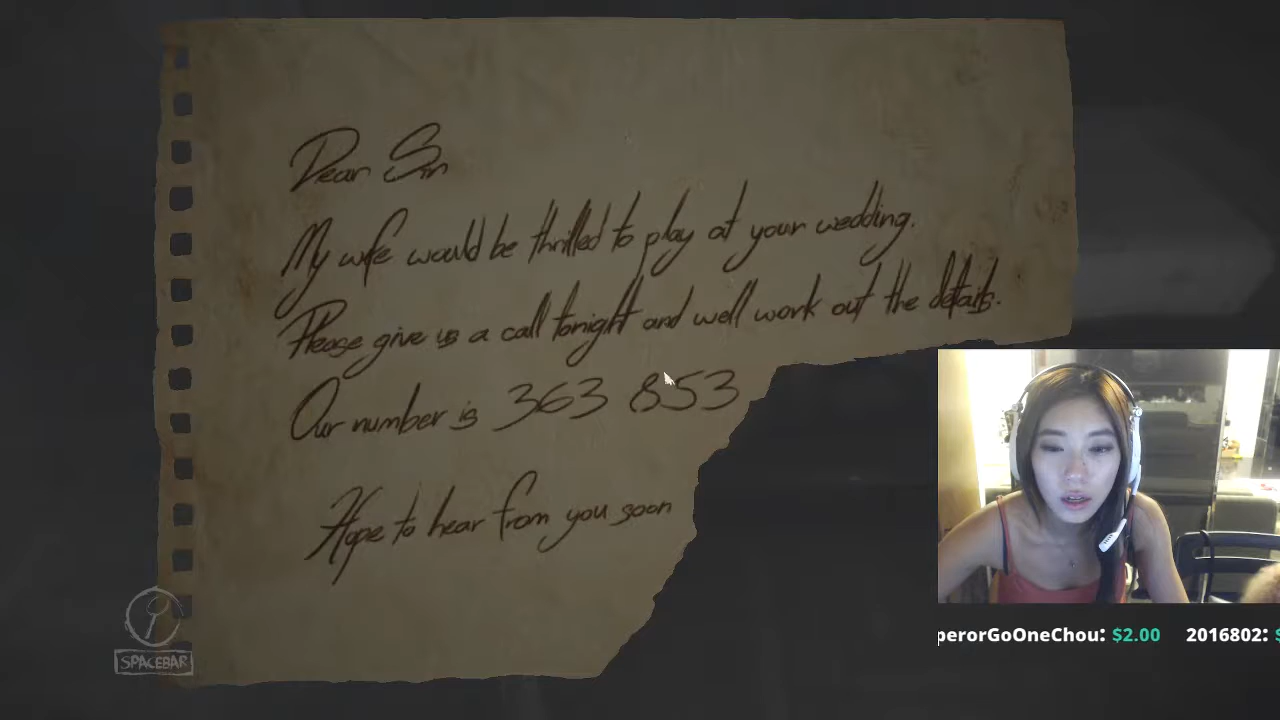 Dear Sir
My wife would be thrilled to play at your wedding.
Please give us a call tonight and well work out the details.
Our number is 363 853
Hope to hear from you soon
SPACEBAR
perorGoOneChou: $2.00 2016802: $